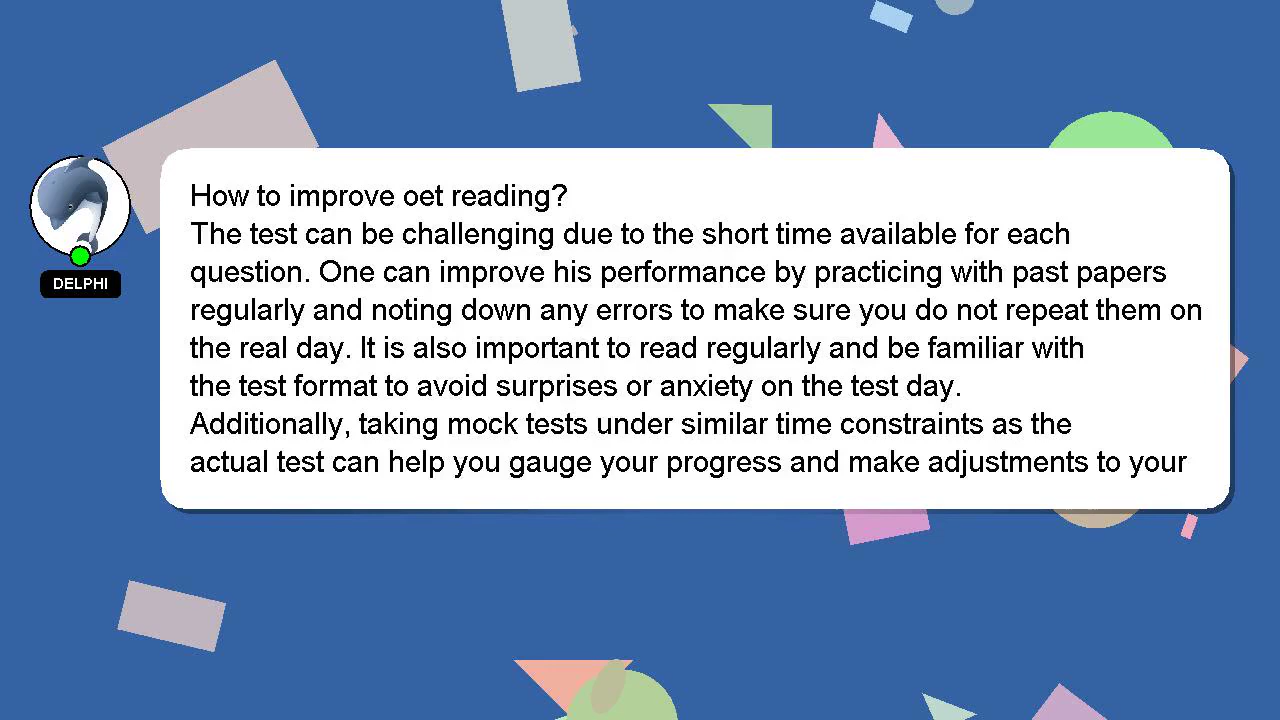 How to improve oet reading?
The test can be challenging due to the short time available for each
question. One can improve his performance by practicing with past papers
regularly and noting down any errors to make sure you do not repeat them on
the real day. It is also important to read regularly and be familiar with
the test format to avoid surprises or anxiety on the test day.
Additionally, taking mock tests under similar time constraints as the
actual test can help you gauge your progress and make adjustments to your
DELPHI